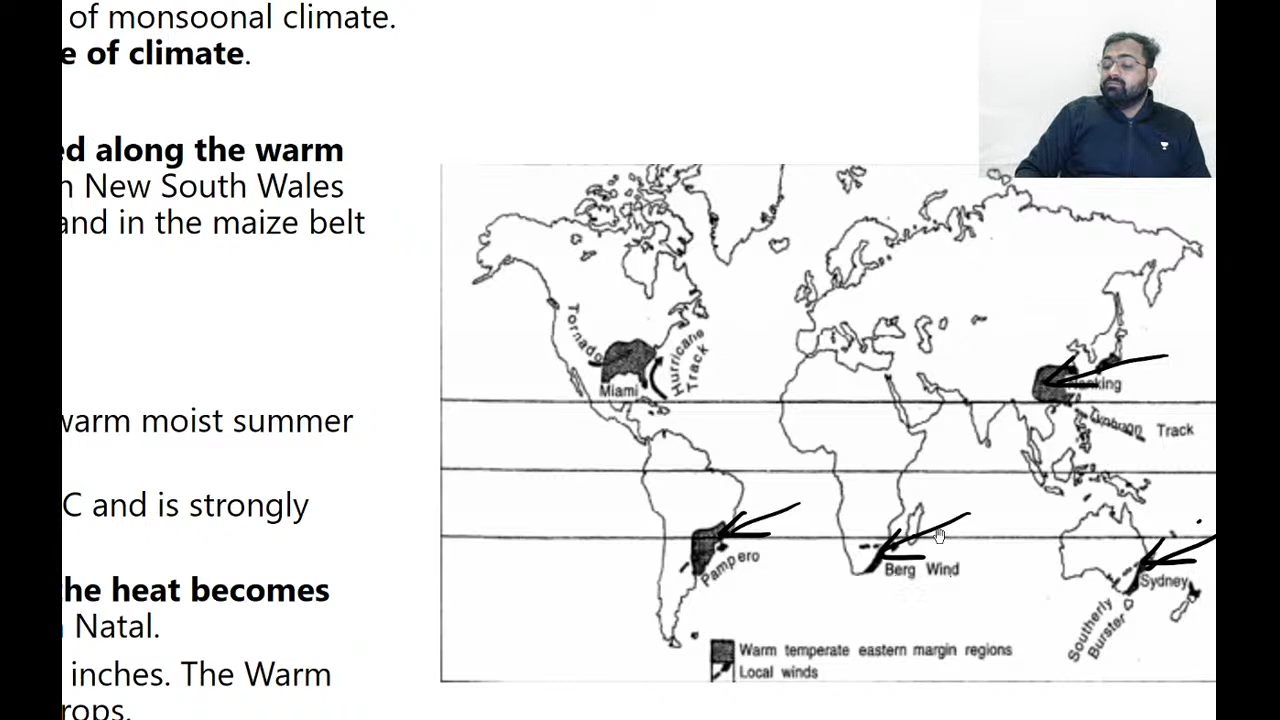 of monsoonal climate.
e of climate.
ed along the warm
n New South Wales
and in the maize belt
warm moist summer
C and is strongly
he heat becomes
Natal.
inches. The Warm
rops.
Tornado
Miami
Hurricane
Track
Nanking
Typhoon Track
Pampero
Berg Wind
Sydney
Southerly
Burster
Warm temperate eastern margin regions
Local winds